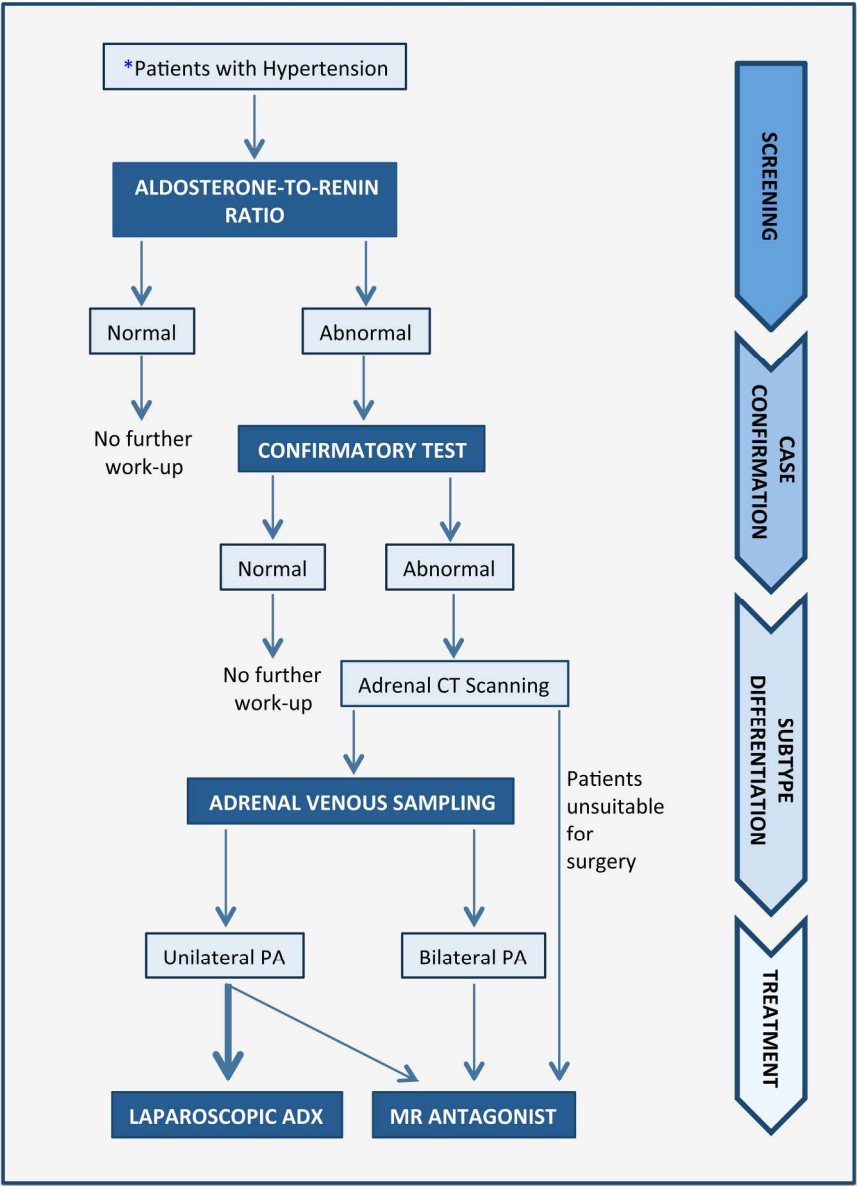 *Patients with Hypertension
ALDOSTERONE-TO-RENIN
RATIO
Normal
Abnormal
No further
work-up
CONFIRMATORY TEST
Normal
Abnormal
No further
work-up
Adrenal CT Scanning
ADRENAL VENOUS SAMPLING
Patients
unsuitable
for
surgery
Unilateral PA
Bilateral PA
LAPAROSCOPIC ADX
MR ANTAGONIST
SCREENING
CASE
CONFIRMATION
SUBTYPE
DIFFERENTIATION
TREATMENT